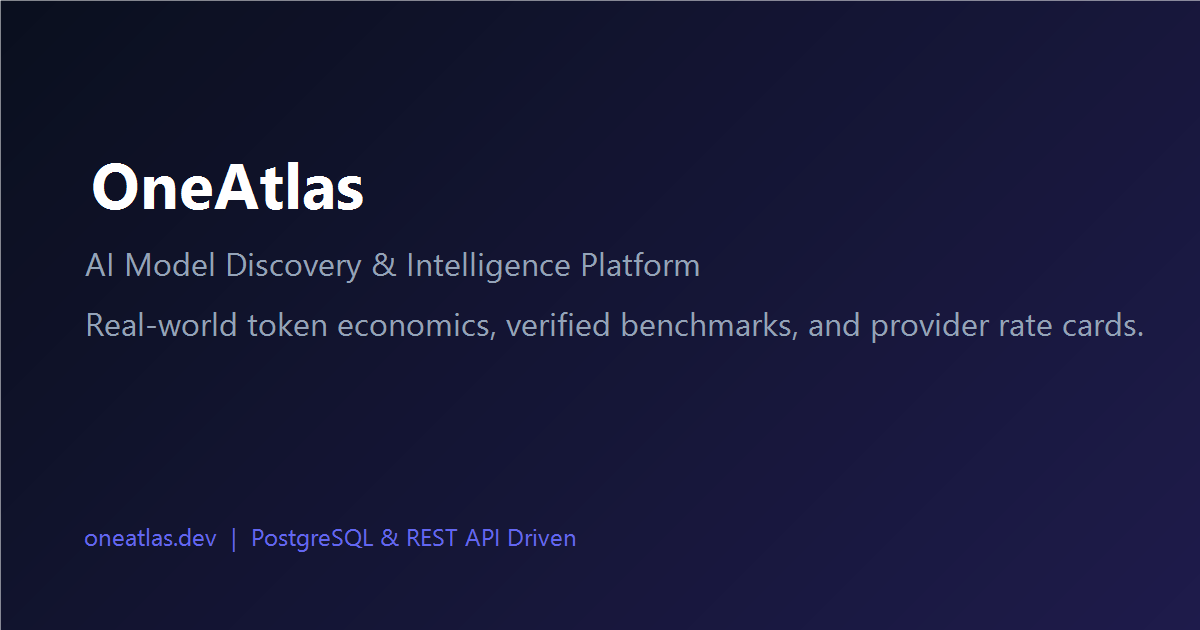 OneAtlas
AI Model Discovery & Intelligence Platform
Real-world token economics, verified benchmarks, and provider rate cards.
oneatlas.dev | PostgreSQL & REST API Driven